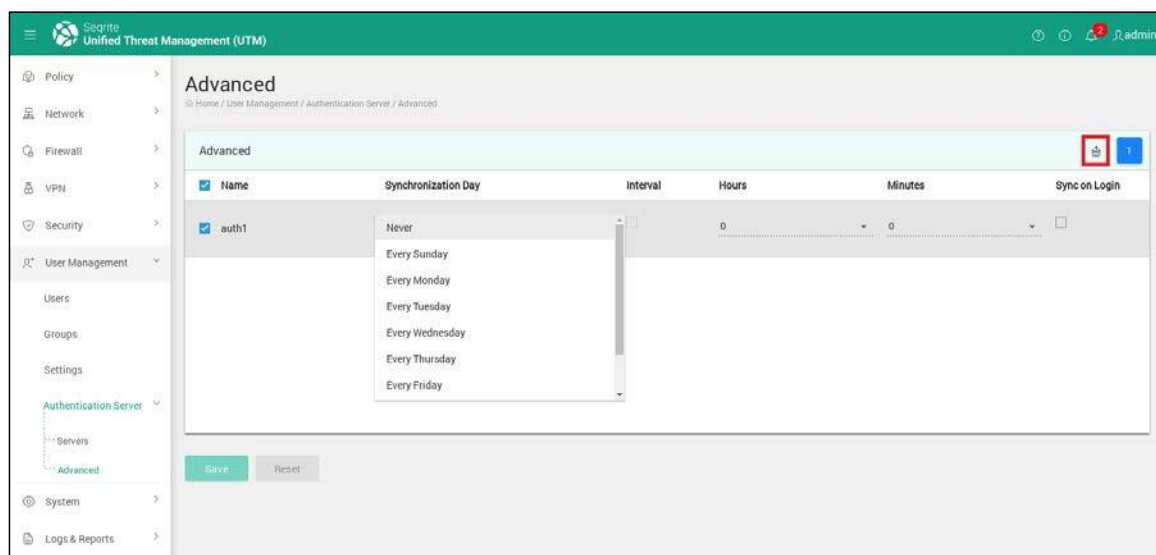 Seqrite
Unified Threat Management (UTM)
2
admin
Policy
Network
Firewall
VPN
Security
User Management
Users
Groups
Settings
Authentication Server
Servers
Advanced
System
Logs & Reports
Advanced
Home / User Management / Authentication Server / Advanced
Advanced
1
Name Synchronization Day Interval Hours Minutes Sync on Login
auth1 Never 0 0
Every Sunday
Every Monday
Every Tuesday
Every Wednesday
Every Thursday
Every Friday
Save Reset